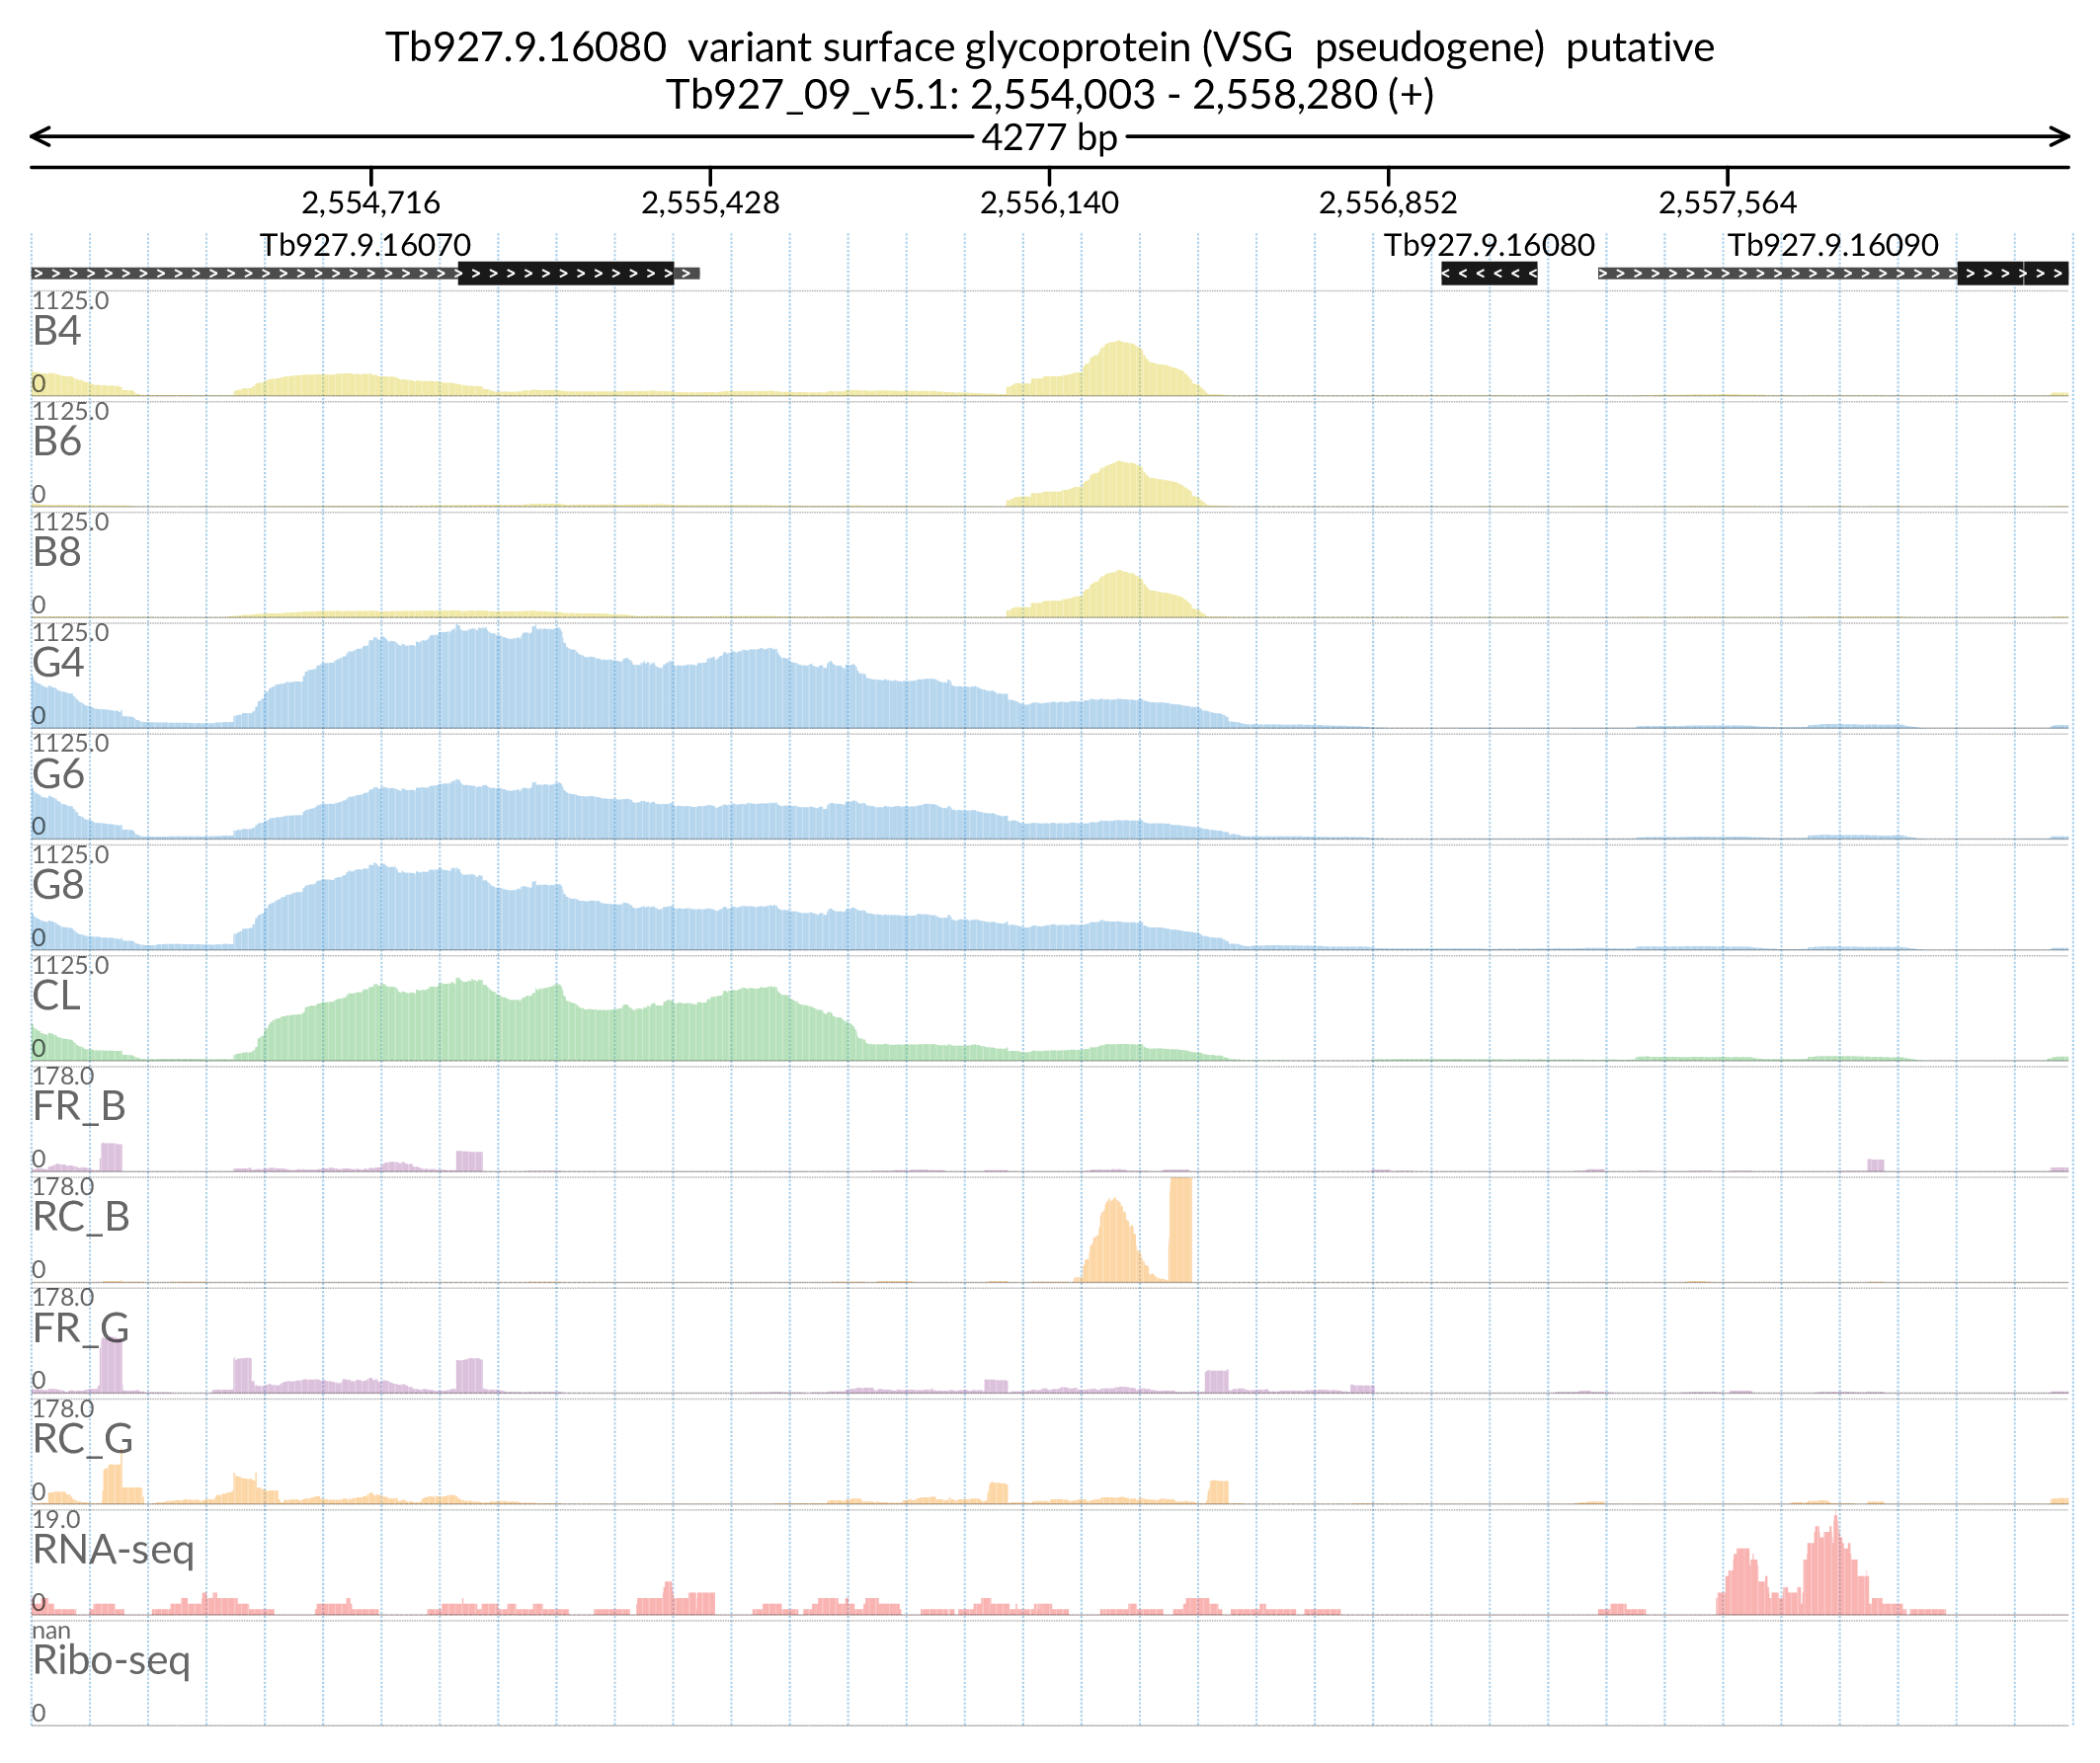 Tb927.9.16080 variant surface glycoprotein (VSG pseudogene) putative
Tb927_09_v5.1: 2,554,003 - 2,558,280 (+)
4277 bp
2,554,716 2,555,428 2,556,140 2,556,852 2,557,564
Tb927.9.16070 Tb927.9.16080 Tb927.9.16090
1125.0
B4
0
1125.0
B6
0
1125.0
B8
0
1125.0
G4
0
1125.0
G6
0
1125.0
G8
0
1125.0
CL
0
178.0
FR_B
0
178.0
RC_B
0
178.0
FR_G
0
178.0
RC_G
0
19.0
RNA-seq
0
nan
Ribo-seq
0